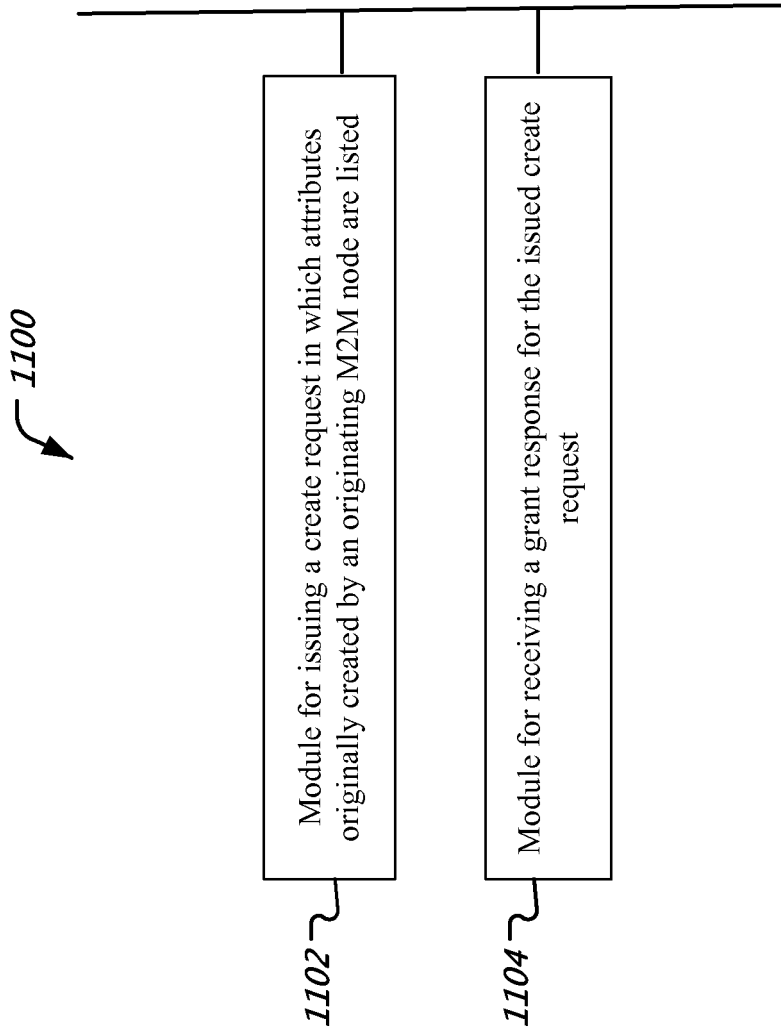 1100
1102
Module for issuing a create request in which attributes
originally created by an originating M2M node are listed
1104
Module for receiving a grant response for the issued create
request